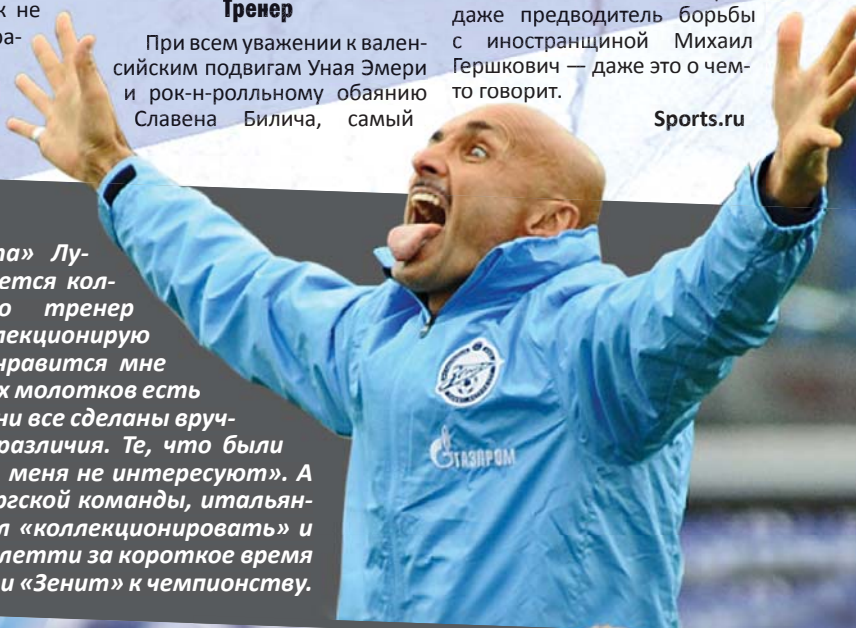 к не
ра-
Тренер
При всем уважении к вален-
сийским подвигам Уная Эмери
и рок-н-ролльному обаянию
Славена Билича, самый
даже предводитель борьбы
с иностранщиной Михаил
Гершкович — даже это о чем-
то говорит.
Sports.ru
та» Лу-
ется кол-
о тренер
лекционирую
нравится мне
х молотков есть
ни все сделаны вруч-
различия. Те, что были
меня не интересуют». А
ргской команды, итальян-
л «коллекционировать» и
летти за короткое время
и «Зенит» к чемпионству.
Зенит
ГАЗПРОМ